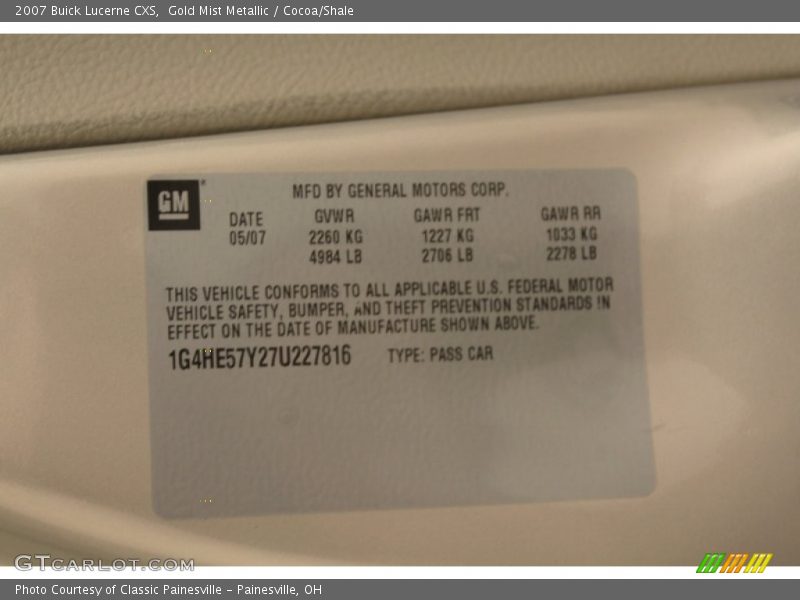 2007 Buick Lucerne CXS,  Gold Mist Metallic / Cocoa/Shale
GM
MFD BY GENERAL MOTORS CORP.
DATE GVWR GAWR FRT GAWR RR
05/07 2260 KG 1227 KG 1033 KG
4984 LB 2706 LB 2278 LB
THIS VEHICLE CONFORMS TO ALL APPLICABLE U.S. FEDERAL MOTOR
VEHICLE SAFETY, BUMPER, AND THEFT PREVENTION STANDARDS IN
EFFECT ON THE DATE OF MANUFACTURE SHOWN ABOVE.
1G4HE57Y27U227816 TYPE: PASS CAR
GTCARLOT.COM
Photo Courtesy of Classic Painesville - Painesville, OH